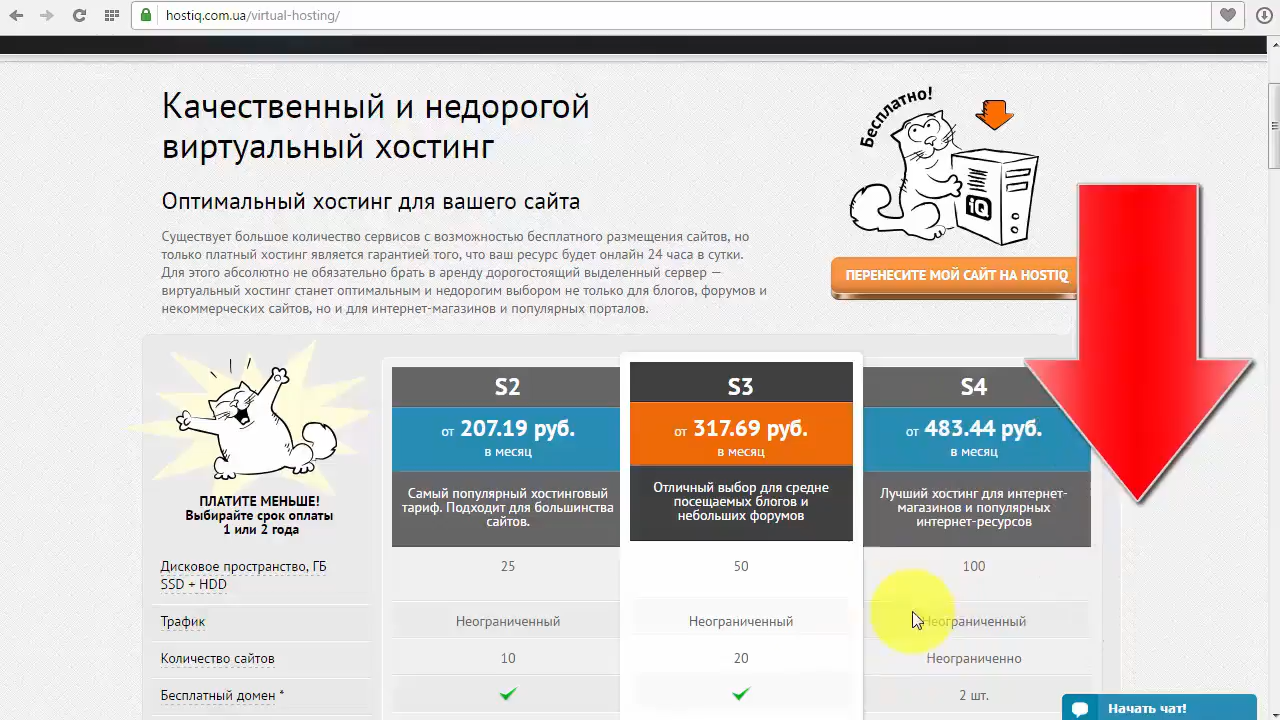 hostiq.com.ua/virtual-hosting/
Качественный и недорогой
виртуальный хостинг
Оптимальный хостинг для вашего сайта
Существует большое количество сервисов с возможностью бесплатного размещения сайтов, но
только платный хостинг является гарантией того, что ваш ресурс будет онлайн 24 часа в сутки.
Для этого абсолютно не обязательно брать в аренду дорогостоящий выделенный сервер —
виртуальный хостинг станет оптимальным и недорогим выбором не только для блогов, форумов и
некоммерческих сайтов, но и для интернет-магазинов и популярных порталов.
Бесплатно!
iQ
ПЕРЕНЕСИТЕ МОЙ САЙТ НА HOSTIQ
ПЛАТИТЕ МЕНЬШЕ!
Выбирайте срок оплаты
1 или 2 года
S2
S3
S4
от 207.19 руб.
в месяц
от 317.69 руб.
в месяц
от 483.44 руб.
в месяц
Самый популярный хостинговый
тариф. Подходит для большинства
сайтов.
Отличный выбор для средне
посещаемых блогов и
небольших форумов
Лучший хостинг для интернет-
магазинов и популярных
интернет-ресурсов
Дисковое пространство, ГБ
SSD + HDD
25
50
100
Трафик
Неограниченный
Неограниченный
Неограниченный
Количество сайтов
10
20
Неограниченно
Бесплатный домен *
2 шт.
Начать чат!